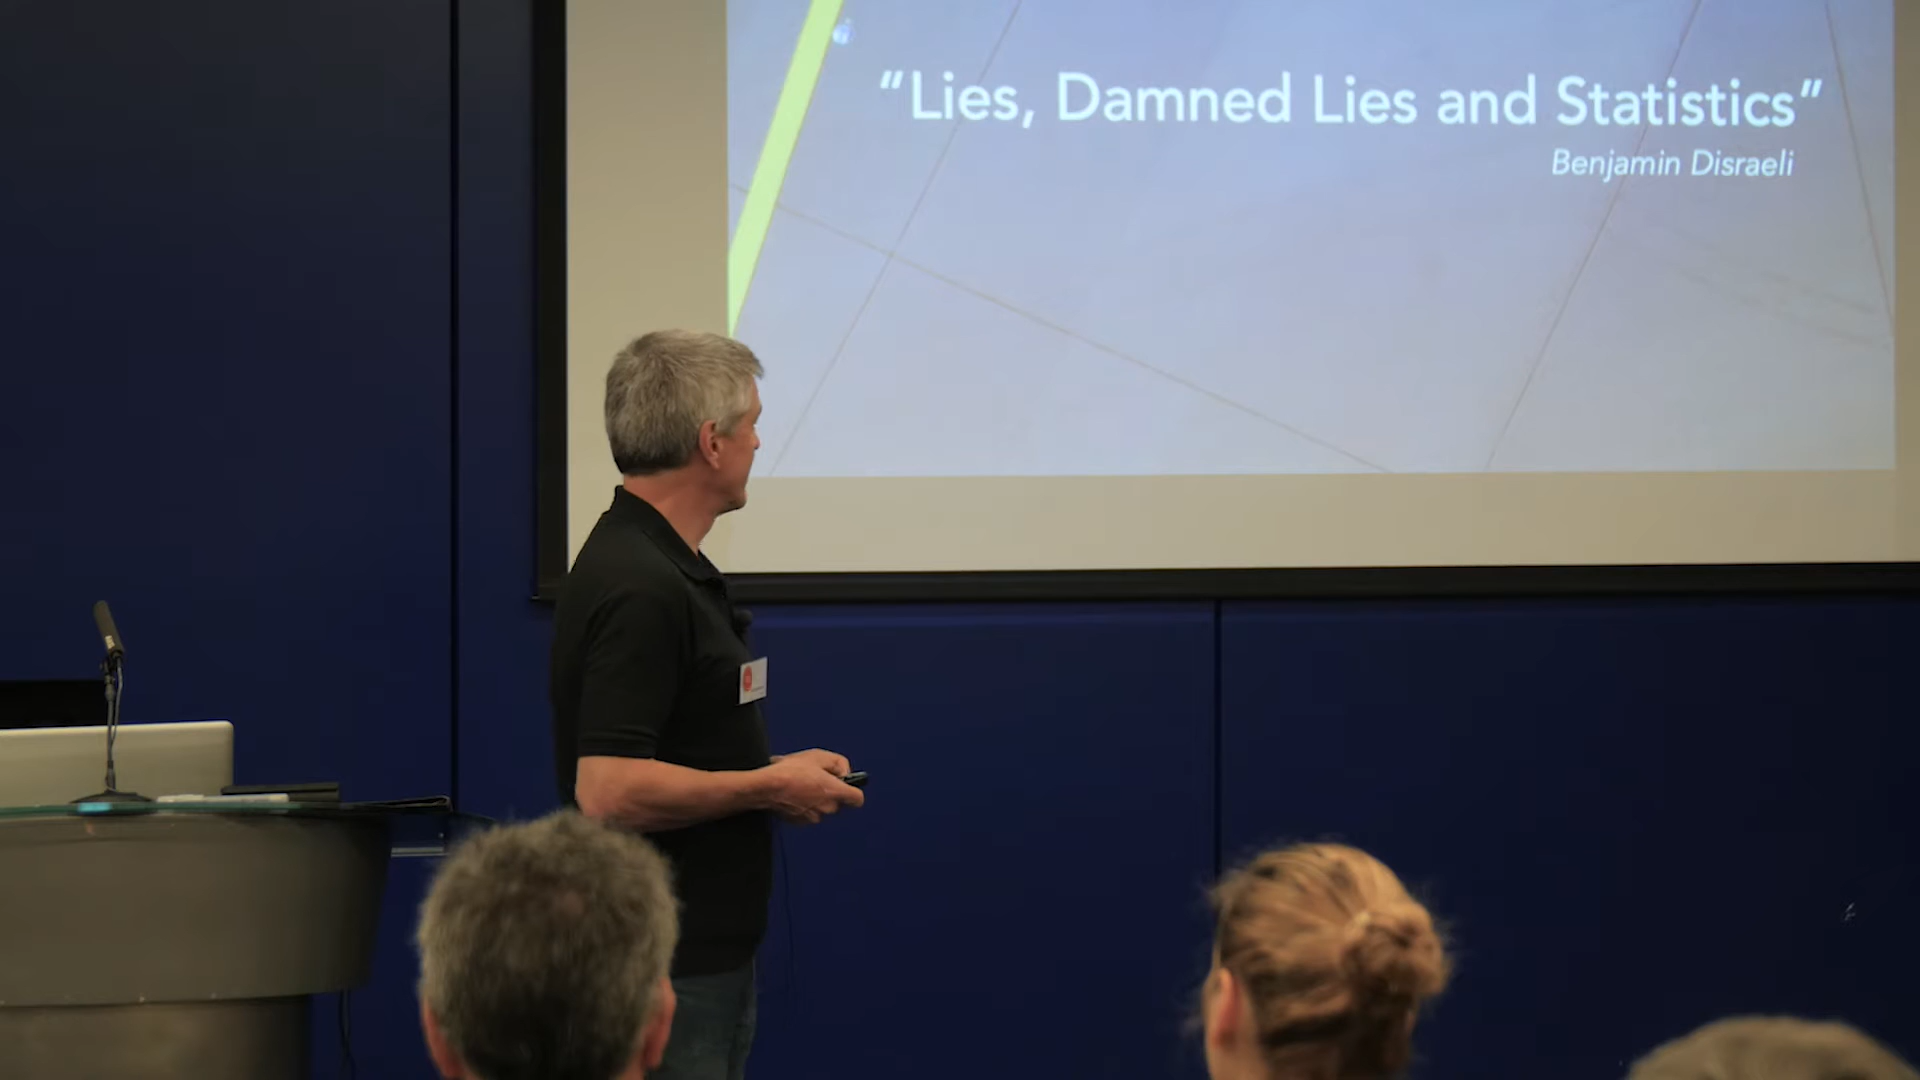 “Lies, Damned Lies and Statistics”
Benjamin Disraeli